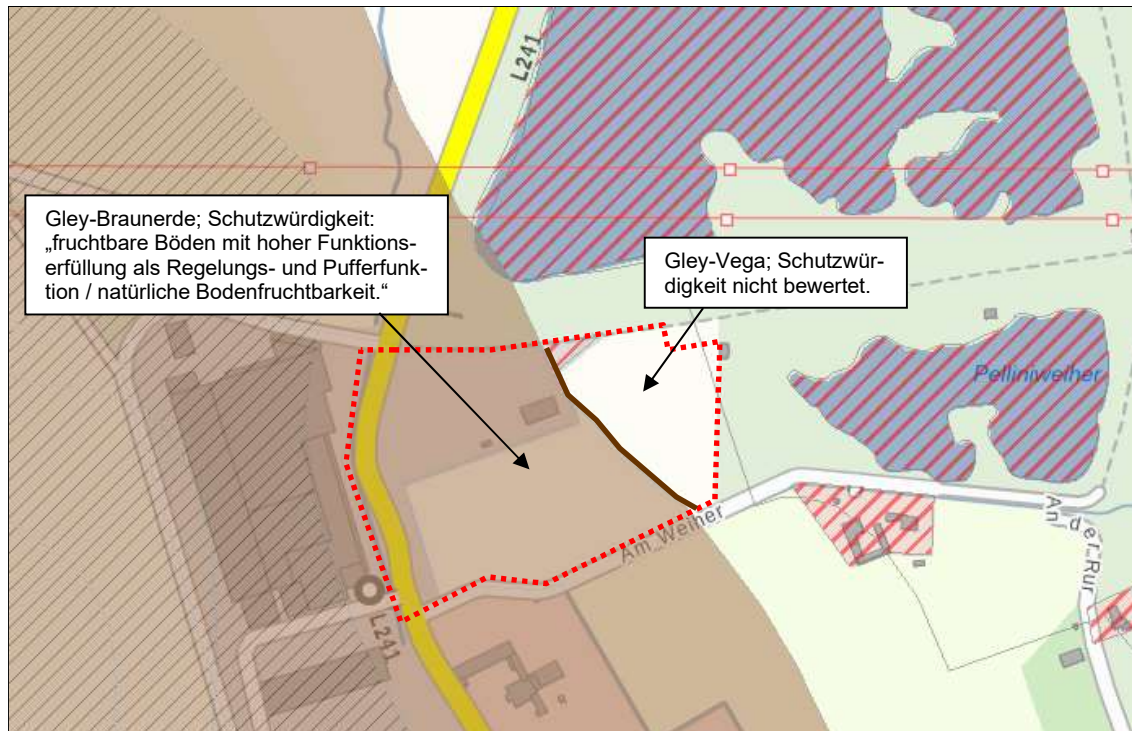 L241
Gley-Braunerde; Schutzwürdigkeit:
„fruchtbare Böden mit hoher Funktions-
erfüllung als Regelungs- und Pufferfunk-
tion / natürliche Bodenfruchtbarkeit.“
Gley-Vega; Schutzwür-
digkeit nicht bewertet.
Pelliniweiher
Am Weiher
An der Rur
L241